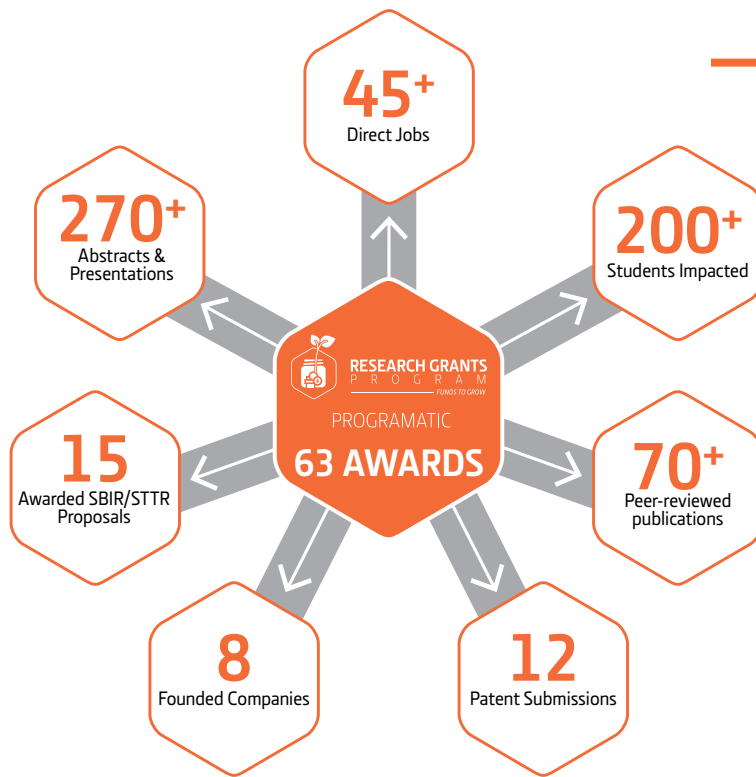 45+
Direct Jobs
270+
Abstracts &
Presentations
200+
Students Impacted
RESEARCH GRANTS
PROGRAM
FUNDS TO GROW
PROGRAMATIC
63 AWARDS
15
Awarded SBIR/STTR
Proposals
70+
Peer-reviewed
publications
8
Founded Companies
12
Patent Submissions